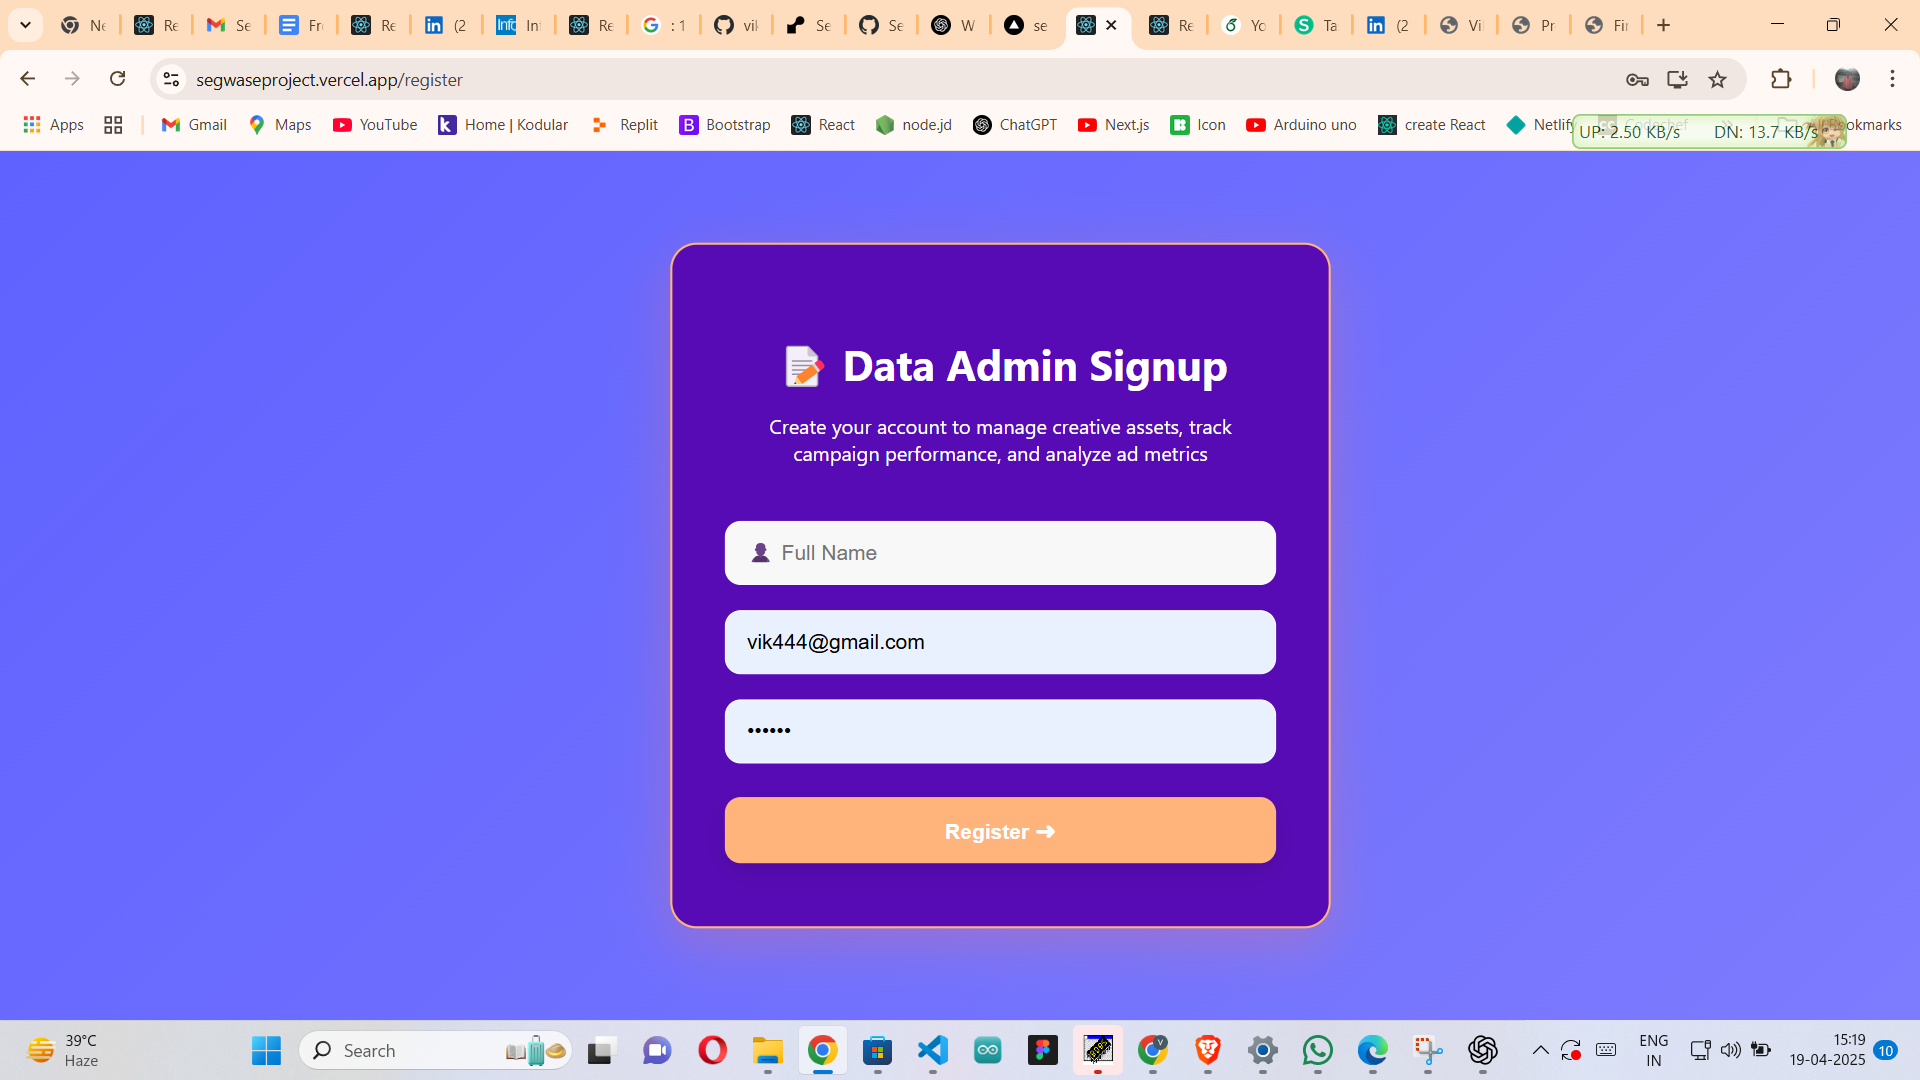 Ne
Re
Se
Fr
Re
(2
In
Re
: 1
vik
Se
Se
W
se
Re
Yo
Ta
(2
Vi
Pr
Fir
segwaseproject.vercel.app/register
Apps
Gmail
Maps
YouTube
Home | Kodular
Replit
Bootstrap
React
node.jd
ChatGPT
Next.js
Icon
Arduino uno
create React
Netlify
Codechef
UP: 2.50 KB/s DN: 13.7 KB/s
Data Admin Signup
Create your account to manage creative assets, track
campaign performance, and analyze ad metrics
Full Name
vik444@gmail.com
Register ➜
39°C
Haze
Search
ENG
IN
15:19
19-04-2025
10